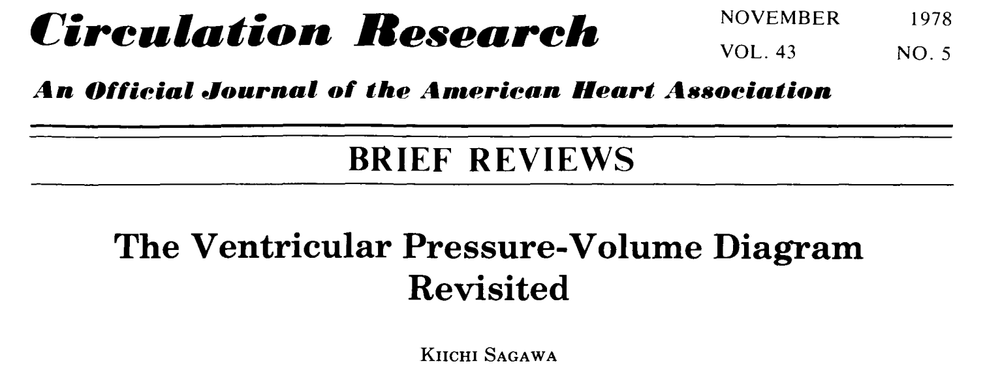 Circulation Research
NOVEMBER 1978
VOL. 43 NO. 5
An Official Journal of the American Heart Association
BRIEF REVIEWS
The Ventricular Pressure-Volume Diagram
Revisited
KIICHI SAGAWA